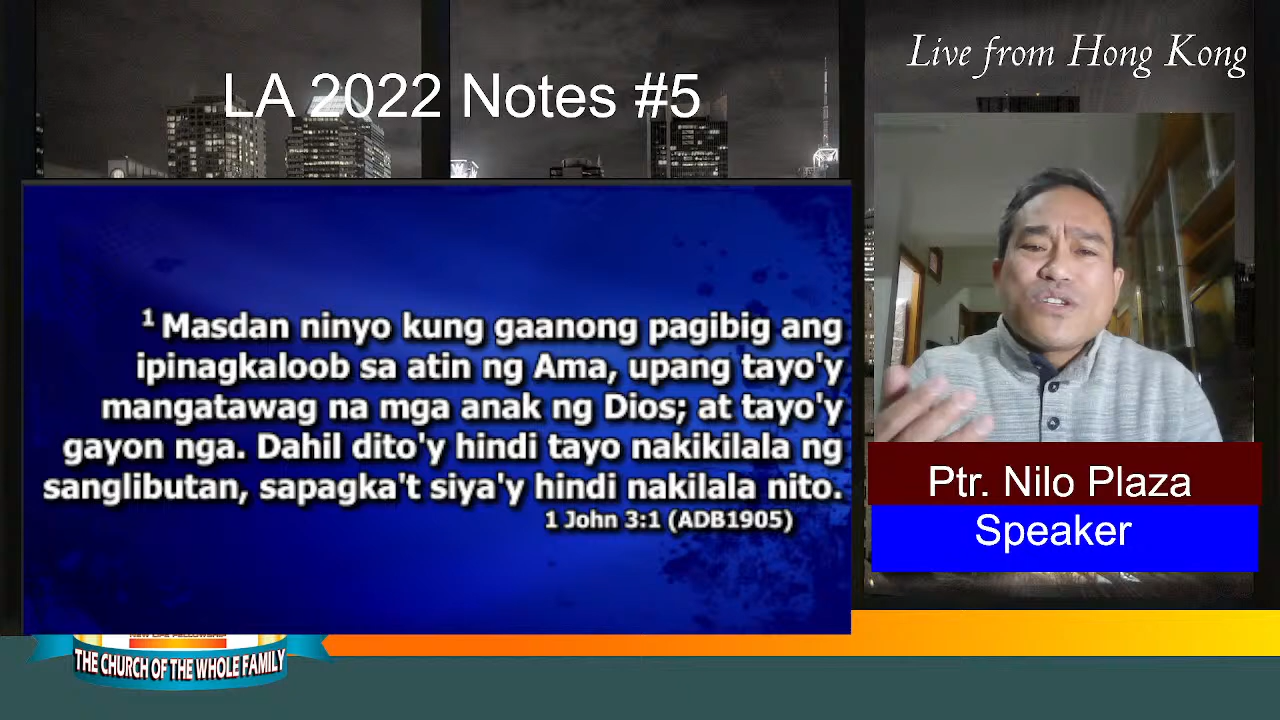 Live from Hong Kong
LA 2022 Notes #5
1 Masdan ninyo kung gaanong pagibig ang
ipinagkaloob sa atin ng Ama, upang tayo'y
mangatawag na mga anak ng Dios; at tayo'y
gayon nga. Dahil dito'y hindi tayo nakikilala ng
sanglibutan, sapagka't siya'y hindi nakilala nito.
1 John 3:1 (ADB1905)
Ptr. Nilo Plaza
Speaker
NEW LIFE FELLOWSHIP
THE CHURCH OF THE WHOLE FAMILY